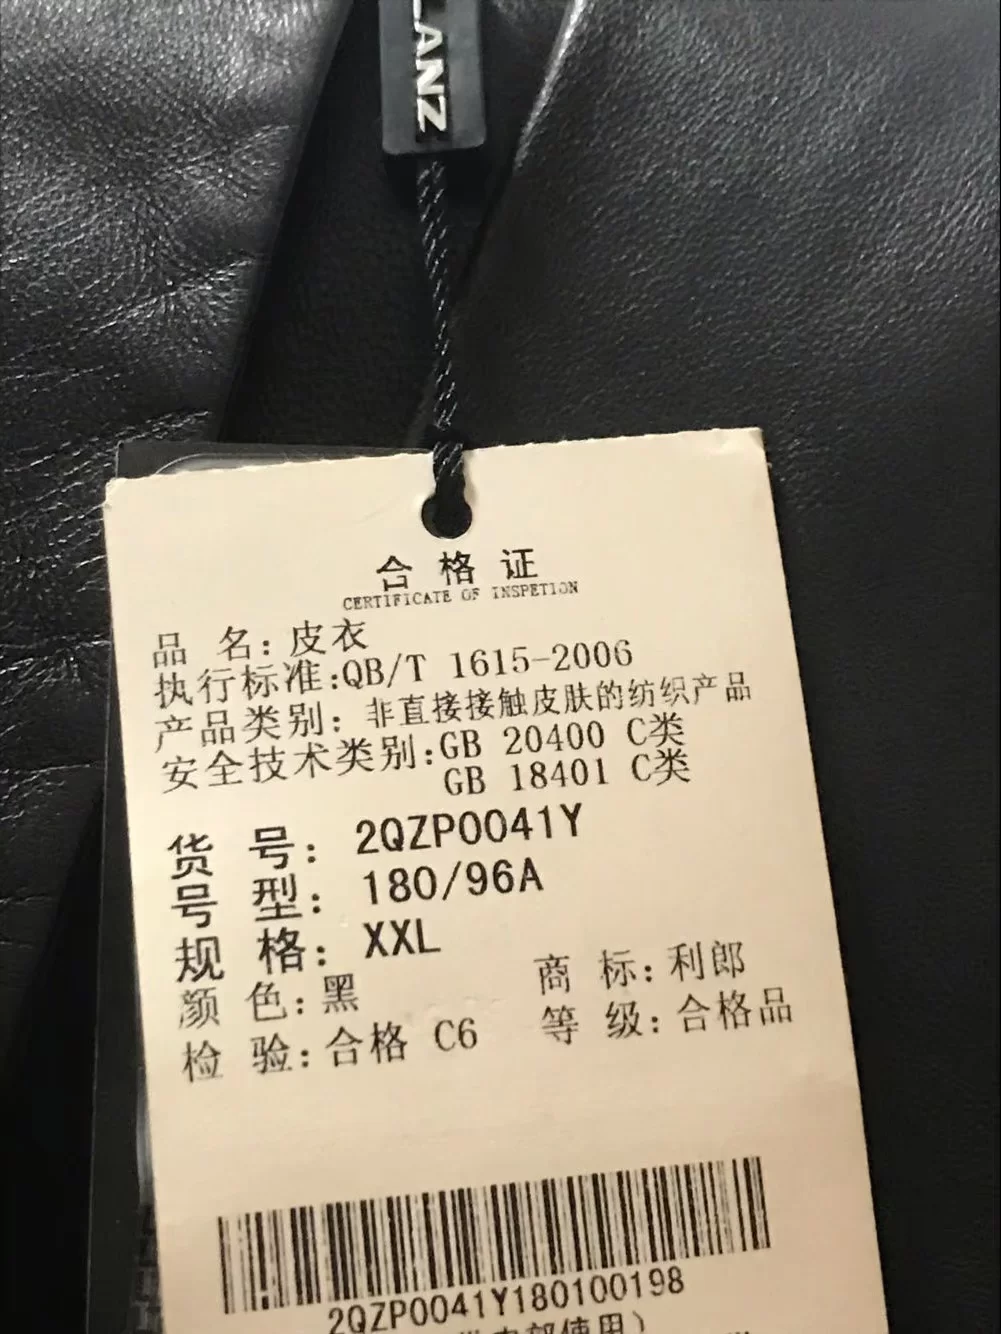 LANZ
合格证
CERTIFICATE OF INSPETION
品 名：皮衣
执行标准：QB/T 1615-2006
产品类别：非直接接触皮肤的纺织产品
安全技术类别：GB 20400 C类
GB 18401 C类
货 号：2QZP0041Y
号 型：180/96A
规 格：XXL
颜 色：黑 商 标：利郎
检 验：合格 C6 等 级：合格品
2QZP0041Y180100198
内部使用）